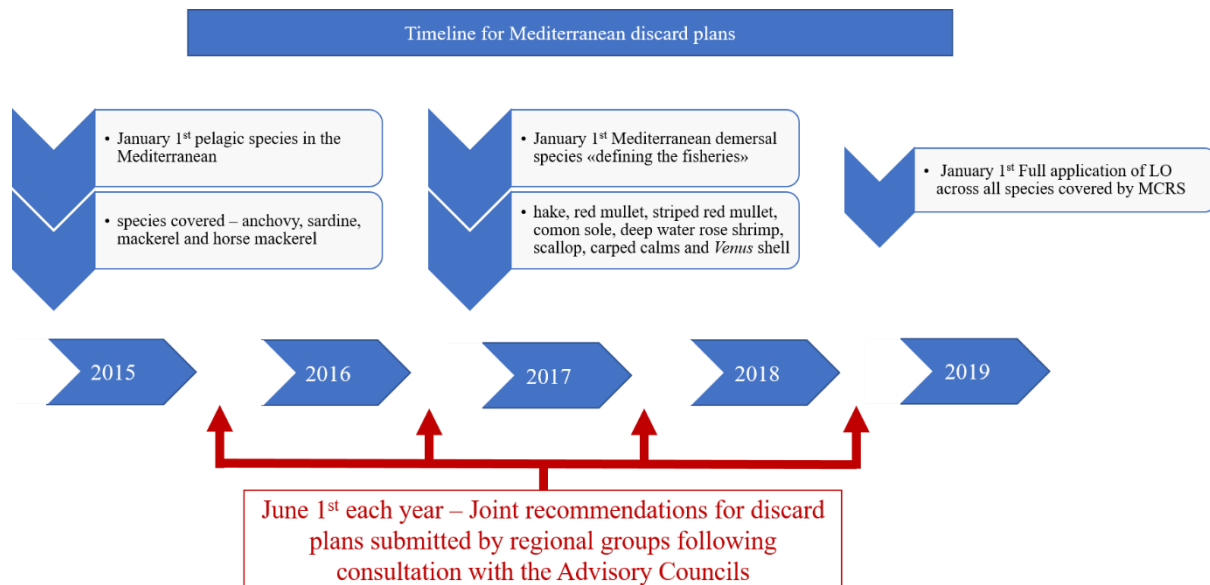 Timeline for Mediterranean discard plans
• January 1st pelagic species in the
Mediterranean
• species covered – anchovy, sardine,
mackerel and horse mackerel
• January 1st Mediterranean demersal
species «defining the fisheries»
• hake, red mullet, striped red mullet,
comon sole, deep water rose shrimp,
scallop, carped calms and Venus shell
• January 1st Full application of LO
across all species covered by MCRS
2015
2016
2017
2018
2019
June 1st each year – Joint recommendations for discard
plans submitted by regional groups following
consultation with the Advisory Councils